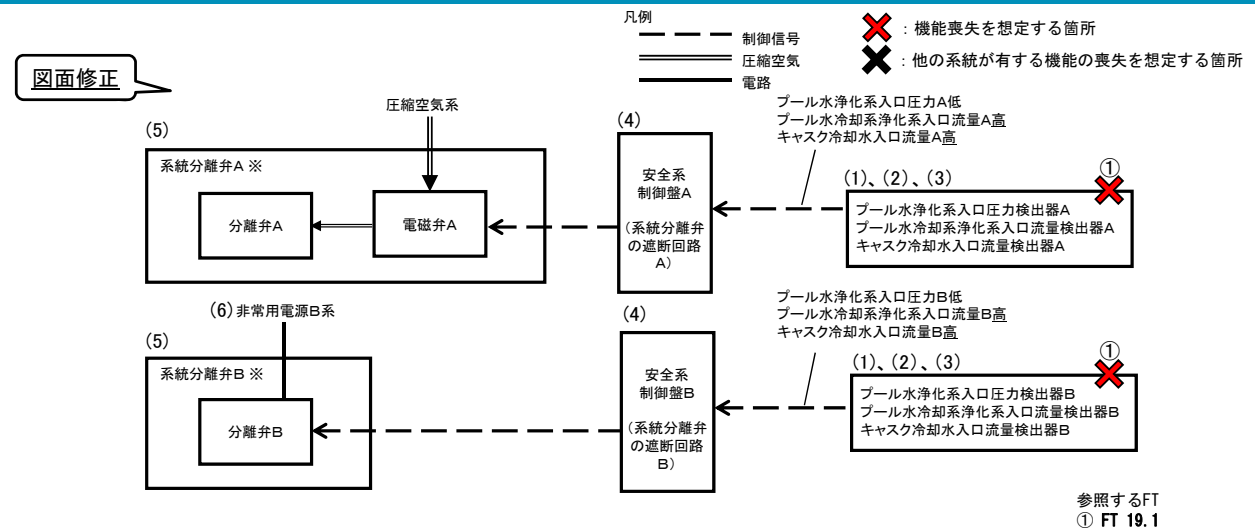 凡例
制御信号
圧縮空気
電路
：機能喪失を想定する箇所
：他の系統が有する機能の喪失を想定する箇所
図面修正
圧縮空気系
(5)
系統分離弁A ※
分離弁A
電磁弁A
(4)
安全系
制御盤A
(系統分離弁
の遮断回路
A)
プール水浄化系入口圧力A低
プール水冷却系浄化系入口流量A高
キャスク冷却水入口流量A高
(1)、(2)、(3)
①
プール水浄化系入口圧力検出器A
プール水冷却系浄化系入口流量検出器A
キャスク冷却水入口流量検出器A
(6)非常用電源B系
(5)
系統分離弁B ※
分離弁B
(4)
安全系
制御盤B
(系統分離弁
の遮断回路
B)
プール水浄化系入口圧力B低
プール水冷却系浄化系入口流量B高
キャスク冷却水入口流量B高
(1)、(2)、(3)
①
プール水浄化系入口圧力検出器B
プール水冷却系浄化系入口流量検出器B
キャスク冷却水入口流量検出器B
参照するFT
① FT 19.1